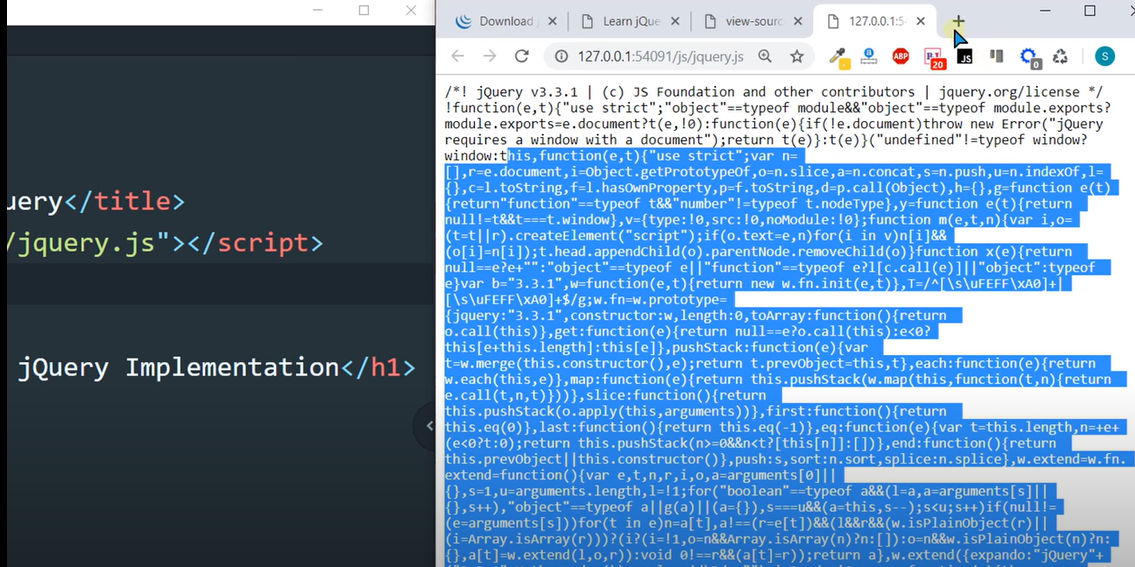 uery</title>
/jquery.js"></script>
jQuery Implementation</h1>
Download j
Learn jQue
view-sourc
127.0.0.1:54
127.0.0.1:54091/js/jquery.js
ABP
20
JS
0
S
/*! jQuery v3.3.1 | (c) JS Foundation and other contributors | jquery.org/license */
!function(e,t){"use strict";"object"==typeof module&&"object"==typeof module.exports?
module.exports=e.document?t(e,!0):function(e){if(!e.document)throw new Error("jQuery
requires a window with a document");return t(e)}:t(e)}("undefined"!=typeof window?
window:this,function(e,t){"use strict";var n=
[],r=e.document,i=Object.getPrototypeOf,o=n.slice,a=n.concat,s=n.push,u=n.indexOf,l=
{},c=l.toString,f=l.hasOwnProperty,p=f.toString,d=p.call(Object),h={},g=function e(t)
{return"function"==typeof t&&"number"!=typeof t.nodeType},y=function e(t){return
null!=t&&t===t.window},v={type:!0,src:!0,noModule:!0};function m(e,t,n){var i,o=
(t=t||r).createElement("script");if(o.text=e,n)for(i in v)n[i]&&
(o[i]=n[i]);t.head.appendChild(o).parentNode.removeChild(o)}function x(e){return
null==e?e+"":"object"==typeof e||"function"==typeof e?l[c.call(e)]||"object":typeof
e}var b="3.3.1",w=function(e,t){return new w.fn.init(e,t)},T=/^[\s\uFEFF\xA0]+|
[\s\uFEFF\xA0]+$/g;w.fn=w.prototype=
{jquery:"3.3.1",constructor:w,length:0,toArray:function(){return
o.call(this)},get:function(e){return null==e?o.call(this):e<0?
this[e+this.length]:this[e]},pushStack:function(e){var
t=w.merge(this.constructor(),e);return t.prevObject=this,t},each:function(e){return
w.each(this,e)},map:function(e){return this.pushStack(w.map(this,function(t,n){return
e.call(t,n,t)}))},slice:function(){return
this.pushStack(o.apply(this,arguments))},first:function(){return
this.eq(0)},last:function(){return this.eq(-1)},eq:function(e){var t=this.length,n=+e+
(e<0?t:0);return this.pushStack(n>=0&&n<t?[this[n]]:[])},end:function(){return
this.prevObject||this.constructor()},push:s,sort:n.sort,splice:n.splice},w.extend=w.fn.
extend=function(){var e,t,n,r,i,o,a=arguments[0]||
{},s=1,u=arguments.length,l=!1;for("boolean"==typeof a&&(l=a,a=arguments[s]||
{},s++),"object"==typeof a||g(a)||(a={}),s===u&&(a=this,s--);s<u;s++)if(null!=
(e=arguments[s]))for(t in e)n=a[t],a!==(r=e[t])&&(l&&r&&(w.isPlainObject(r)||
(i=Array.isArray(r)))?(i?(i=!1,o=n&&Array.isArray(n)?n:[]):o=n&&w.isPlainObject(n)?n:
{},a[t]=w.extend(l,o,r)):void 0!==r&&(a[t]=r));return a},w.extend({expando:"jQuery"+